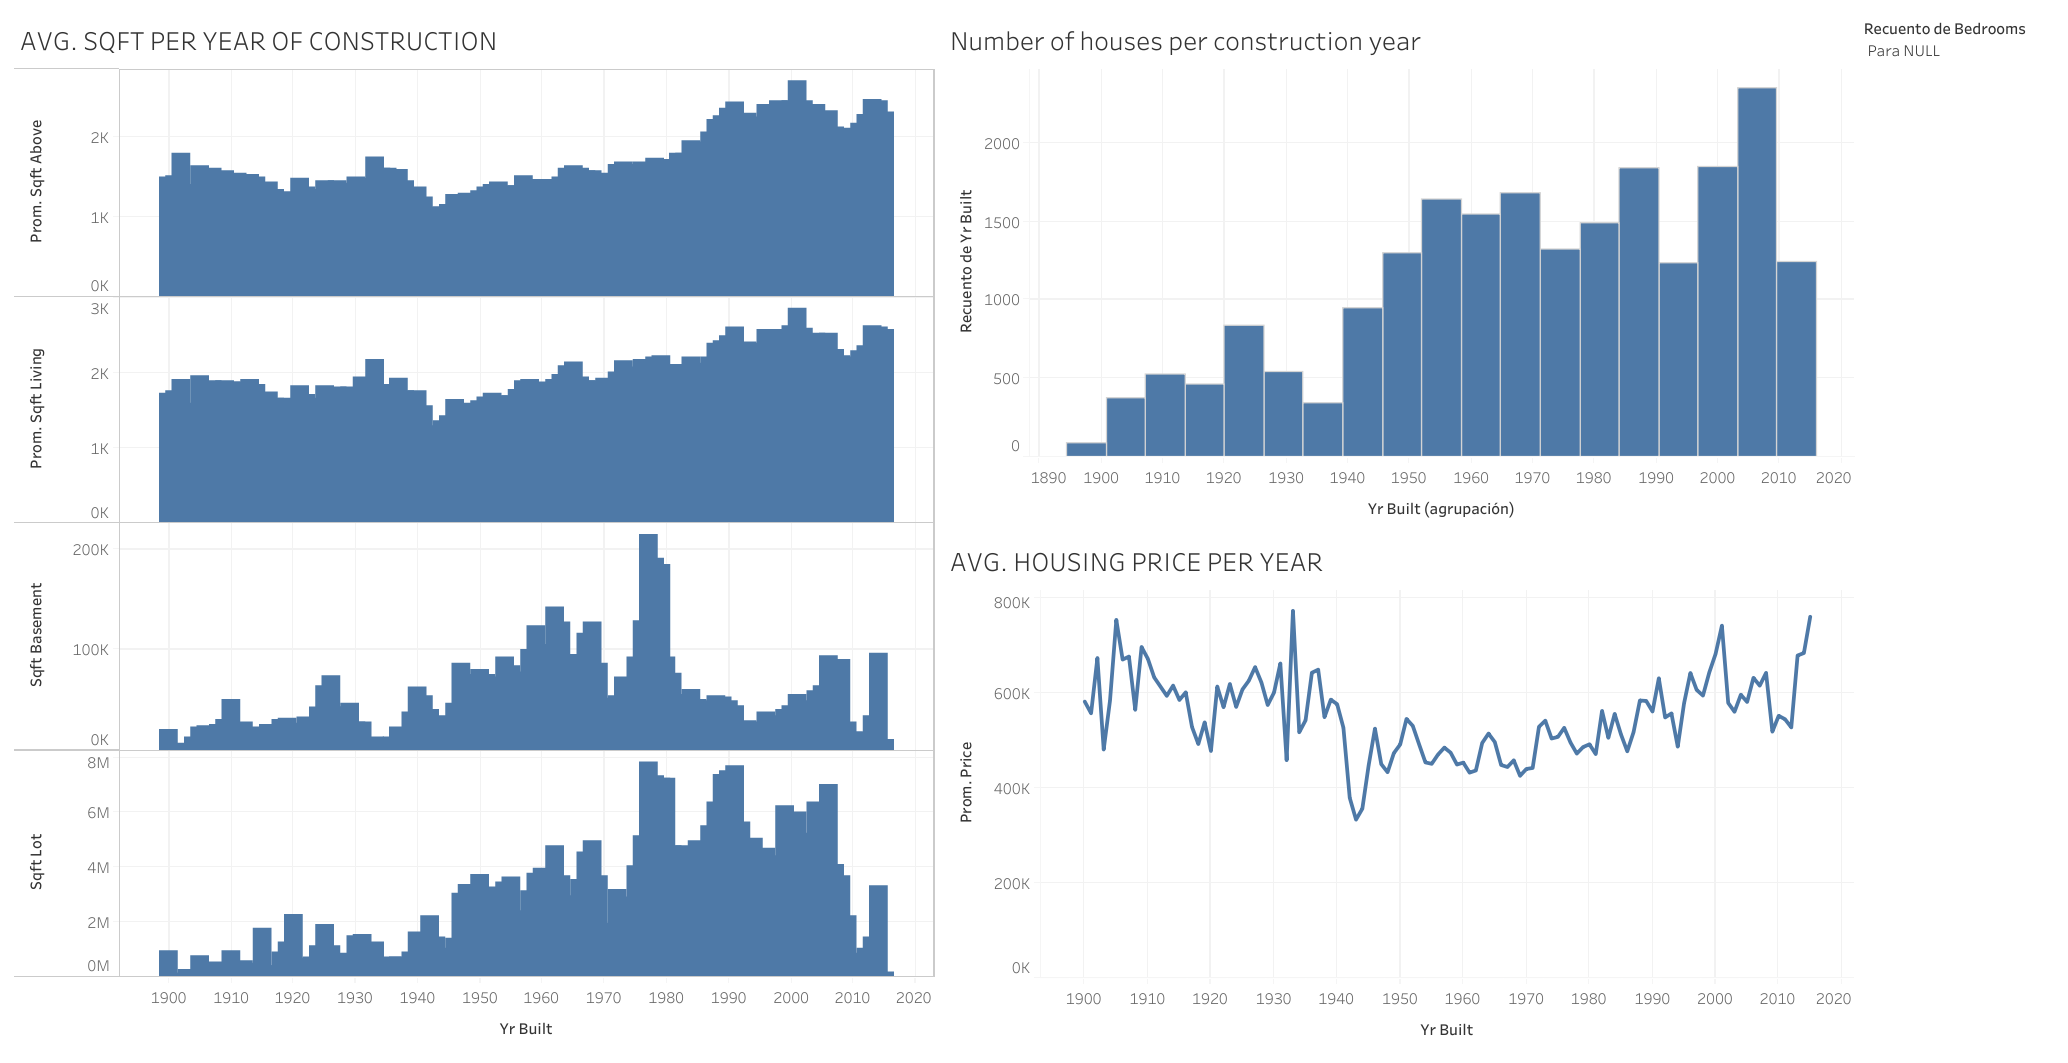 AVG. SQFT PER YEAR OF CONSTRUCTION
Prom. Sqft Above
2K
1K
0K
Prom. Sqft Living
3K
2K
1K
0K
Sqft Basement
200K
100K
0K
Sqft Lot
8M
6M
4M
2M
0M
1900 1910 1920 1930 1940 1950 1960 1970 1980 1990 2000 2010 2020
Yr Built
Number of houses per construction year
Recuento de Yr Built
2000
1500
1000
500
0
1890 1900 1910 1920 1930 1940 1950 1960 1970 1980 1990 2000 2010 2020
Yr Built (agrupación)
AVG. HOUSING PRICE PER YEAR
Prom. Price
800K
600K
400K
200K
0K
1900 1910 1920 1930 1940 1950 1960 1970 1980 1990 2000 2010 2020
Yr Built
Recuento de Bedrooms
Para NULL